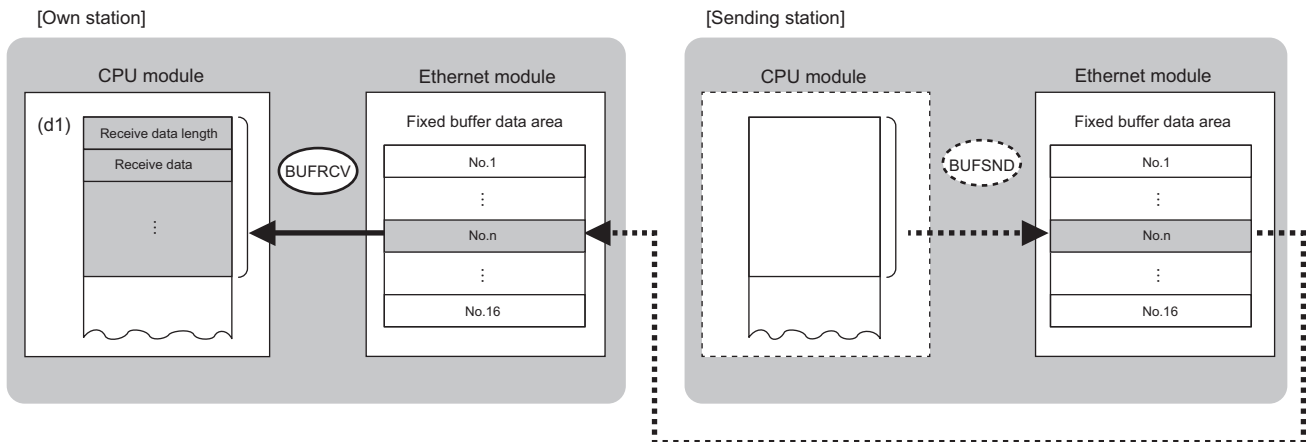 [Own station]
CPU module
Ethernet module
(d1)
Receive data length
Receive data
⋮
BUFRCV
Fixed buffer data area
No.1
⋮
No.n
⋮
No.16
[Sending station]
CPU module
Ethernet module
BUFSND
Fixed buffer data area
No.1
⋮
No.n
⋮
No.16